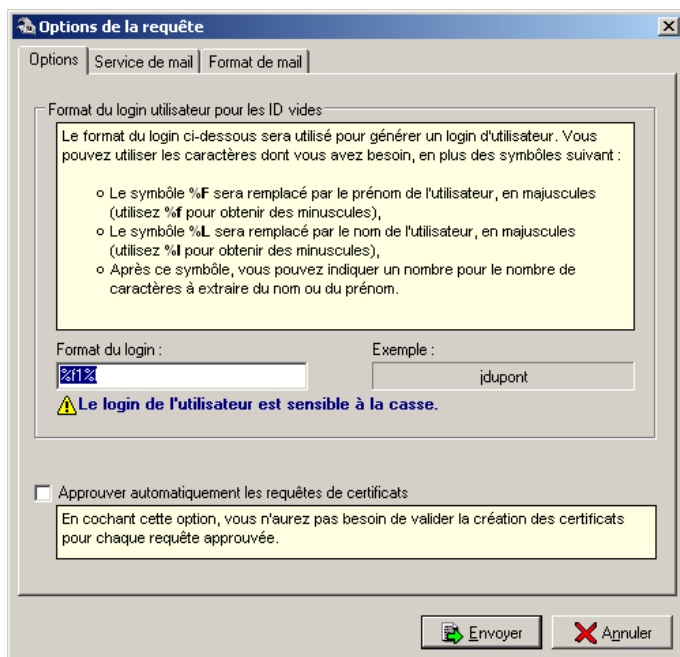 Options de la requête
Options
Service de mail
Format de mail
Format du login utilisateur pour les ID vides
Le format du login ci-dessous sera utilisé pour générer un login d'utilisateur. Vous
pouvez utiliser les caractères dont vous avez besoin, en plus des symbôles suivant :
Le symbôle %F sera remplacé par le prénom de l'utilisateur, en majuscules
(utilisez %f pour obtenir des minuscules),
Le symbôle %L sera remplacé par le nom de l'utilisateur, en majuscules
(utilisez %l pour obtenir des minuscules),
Après ce symbôle, vous pouvez indiquer un nombre pour le nombre de
caractères à extraire du nom ou du prénom.
Format du login :
Exemple :
%f1%
jdupont
Le login de l'utilisateur est sensible à la casse.
Approuver automatiquement les requêtes de certificats
En cochant cette option, vous n'aurez pas besoin de valider la création des certificats
pour chaque requête approuvée.
Envoyer
Annuler